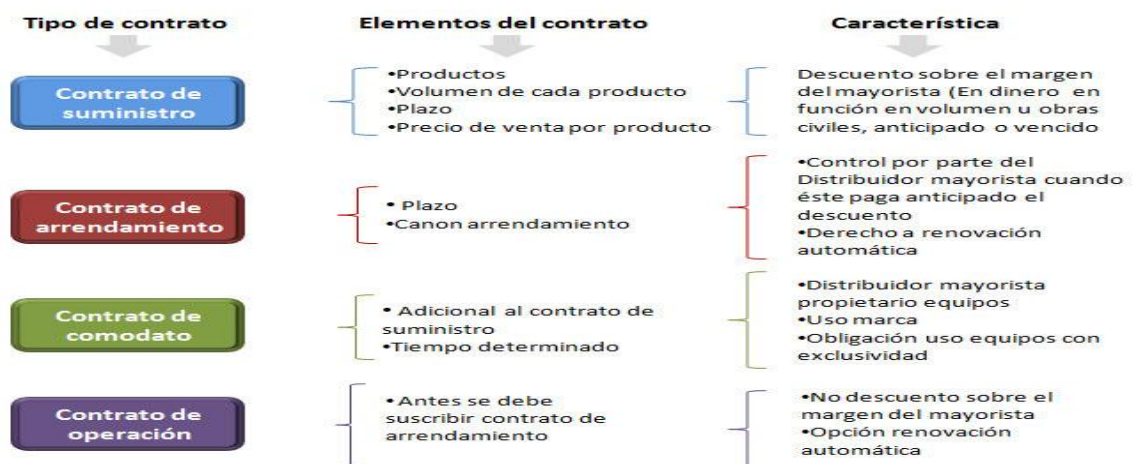 Tipo de contrato
Elementos del contrato
Característica
Contrato de
suministro
•Productos
•Volumen de cada producto
•Plazo
•Precio de venta por producto
Descuento sobre el margen
del mayorista (En dinero en
función en volumen u obras
civiles, anticipado o vencido
Contrato de
arrendamiento
• Plazo
•Canon arrendamiento
•Control por parte del
Distribuidor mayorista cuando
éste paga anticipado el
descuento
•Derecho a renovación
automática
Contrato de
comodato
• Adicional al contrato de
suministro
•Tiempo determinado
•Distribuidor mayorista
propietario equipos
•Uso marca
•Obligación uso equipos con
exclusividad
Contrato de
operación
•Antes se debe
suscribir contrato de
arrendamiento
•No descuento sobre el
margen del mayorista
•Opción renovación
automática